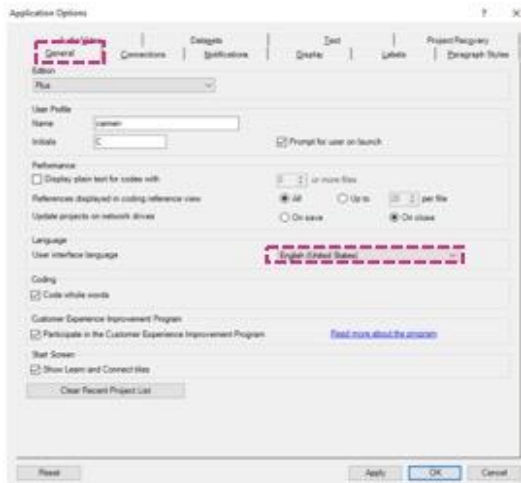 Application Options ? X
Audio/Video Datasets Text Project Recovery
General Connections Notifications Display Labels Paragraph Styles
Edition
Plus
User Profile
Name carmen
Initials C Prompt for user on launch
Performance
Display plain text for codes with 5 or more files
References displayed in coding reference view All Up to per file
Update projects on network drives On save On close
Language
User interface language English (United States)
Coding
Code whole words
Customer Experience Improvement Program
Participate in the Customer Experience Improvement Program Read more about the program
Start Screen
Show Learn and Connect tiles
Clear Recent Project List
Reset Apply OK Cancel